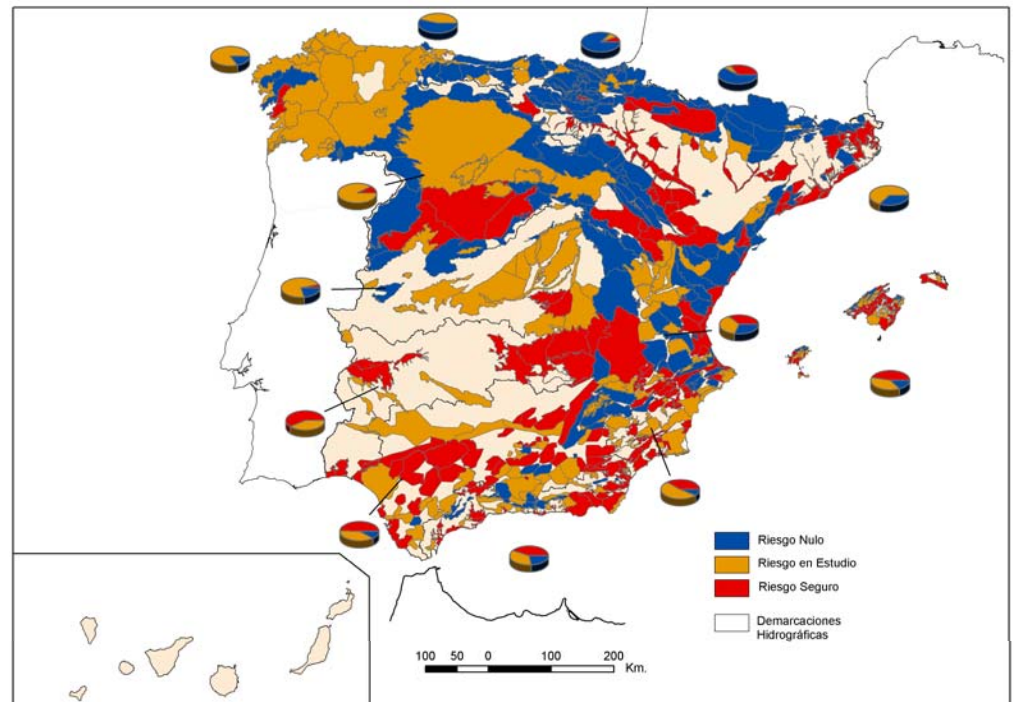 Riesgo Nulo
Riesgo en Estudio
Riesgo Seguro
Demarcaciones
Hidrográficas
100 50 0 100 200
Km.